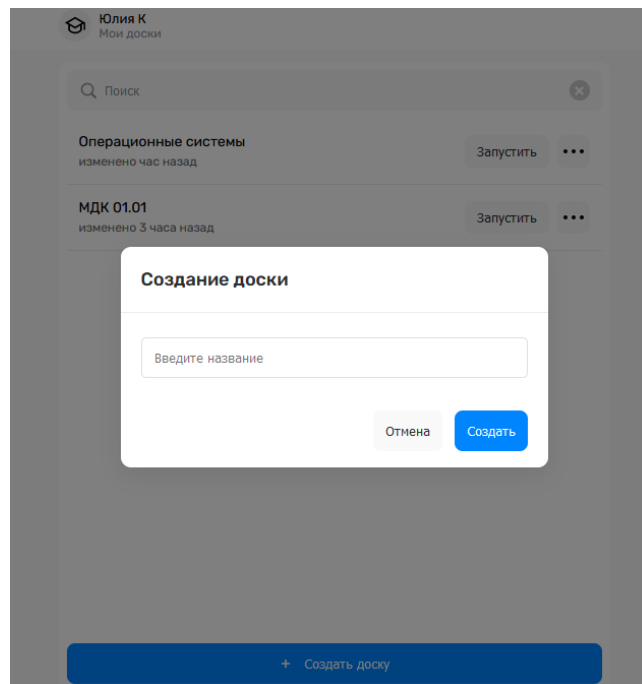 Юлия К
Мои доски
Поиск
Операционные системы
изменено час назад
Запустить
МДК 01.01
изменено 3 часа назад
Запустить
Создание доски
Введите название
Отмена
Создать
+ Создать доску